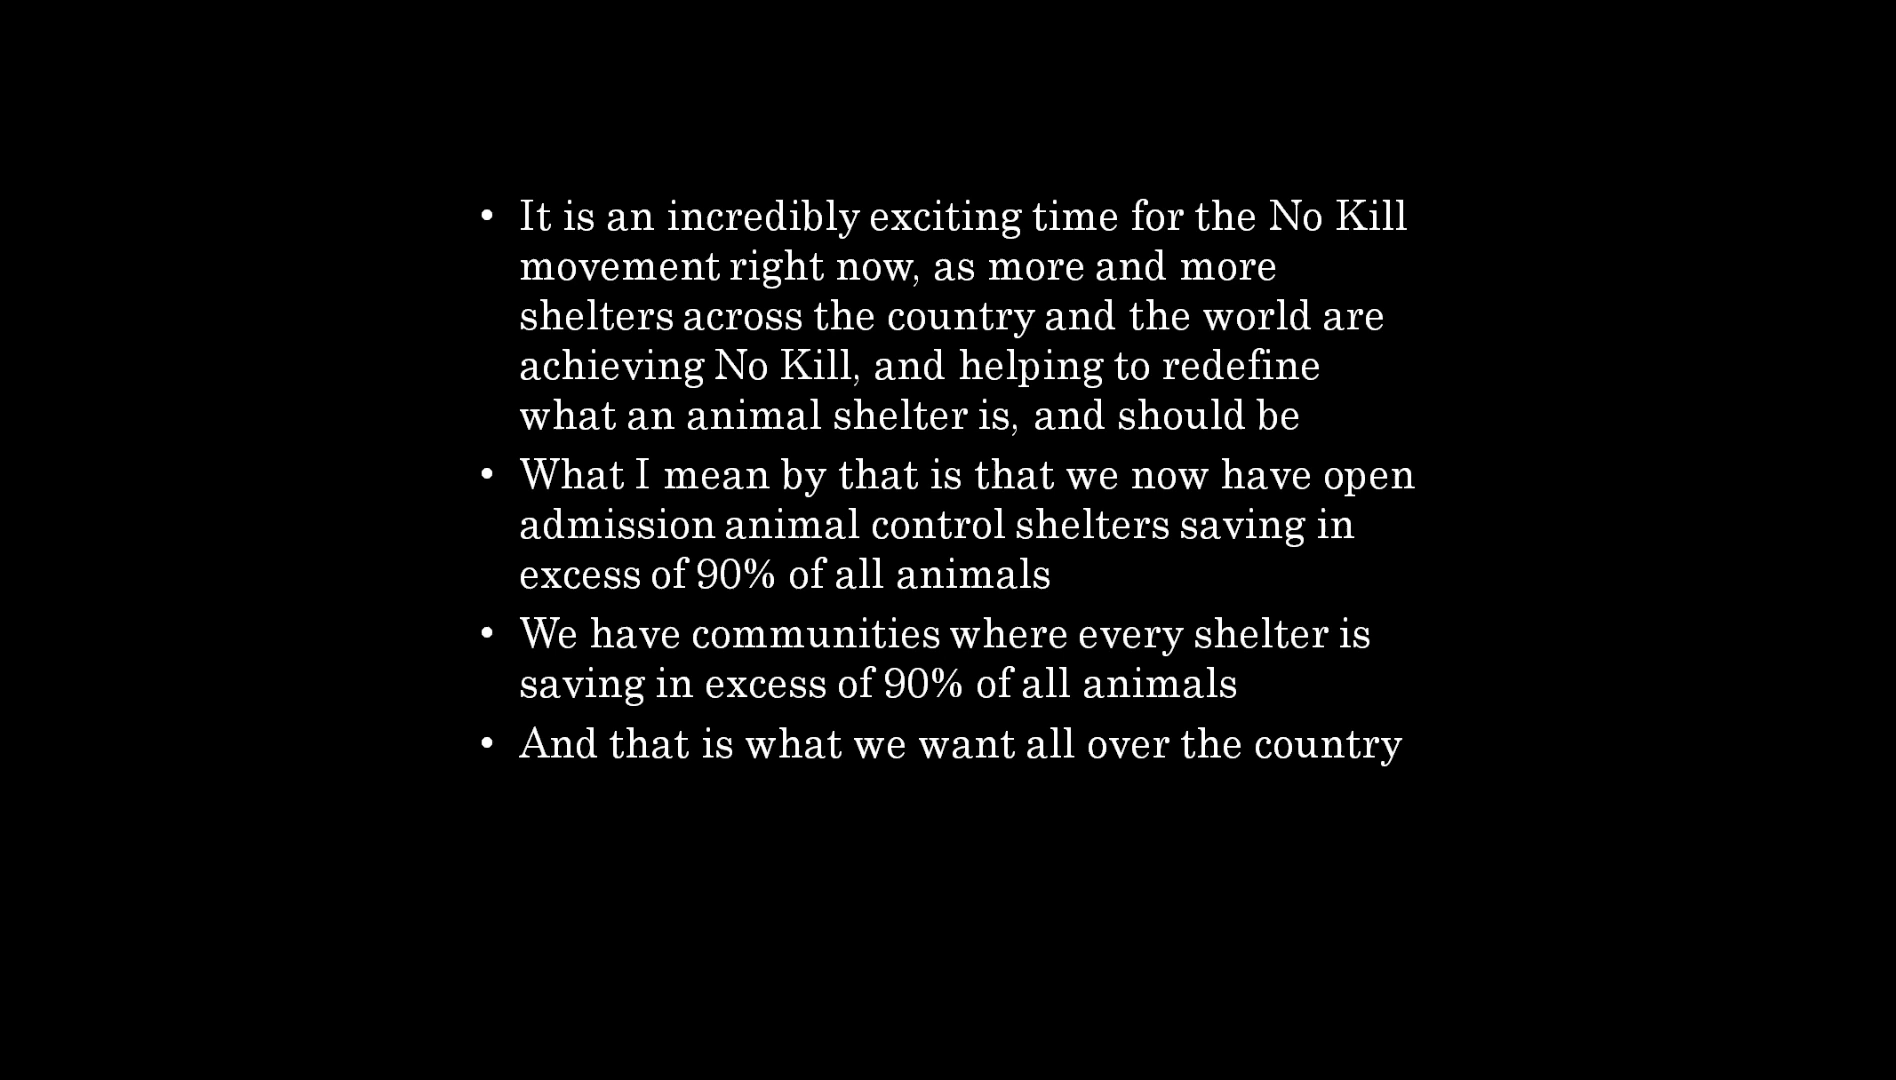 • It is an incredibly exciting time for the No Kill
movement right now, as more and more
shelters across the country and the world are
achieving No Kill, and helping to redefine
what an animal shelter is, and should be
• What I mean by that is that we now have open
admission animal control shelters saving in
excess of 90% of all animals
• We have communities where every shelter is
saving in excess of 90% of all animals
• And that is what we want all over the country